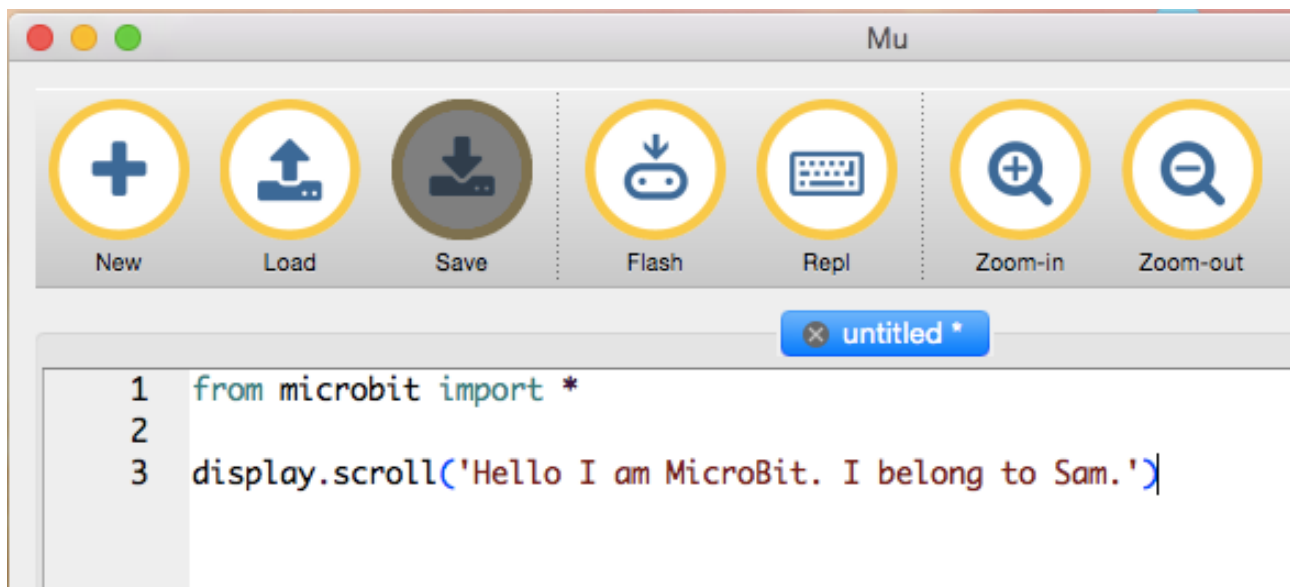 Mu
New Load Save Flash Repl Zoom-in Zoom-out
untitled *
1 from microbit import *
2
3 display.scroll('Hello I am MicroBit. I belong to Sam.')